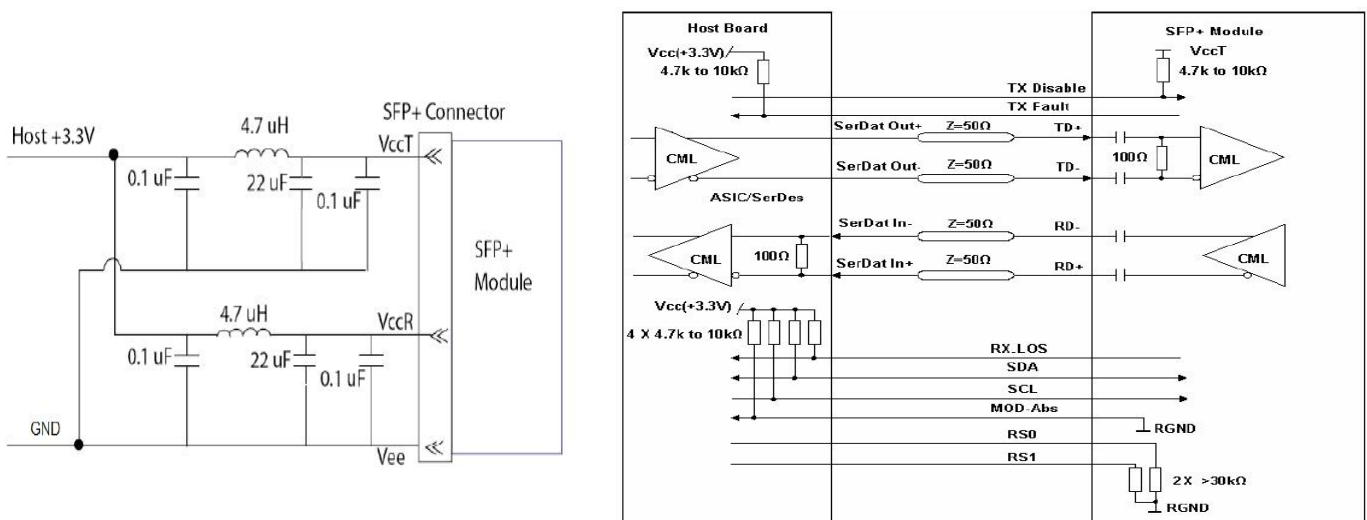 SFP+ Connector
Host +3.3V
4.7 uH
VccT
0.1 uF
22 uF
0.1 uF
SFP+
Module
4.7 uH
VccR
0.1 uF
22 uF
0.1 uF
GND
Vee
Host Board
SFP+ Module
Vcc(+3.3V)
4.7k to 10kΩ
VccT
4.7k to 10kΩ
TX Disable
TX Fault
SerDat Out+
Z=50Ω
TD+
CML
100Ω
CML
SerDat Out-
Z=50Ω
TD-
ASIC/SerDes
SerDat In-
Z=50Ω
RD-
CML
100Ω
CML
SerDat In+
Z=50Ω
RD+
Vcc(+3.3V)
4 X 4.7k to 10kΩ
RX_LOS
SDA
SCL
MOD-Abs
RGND
RS0
RS1
2 X >30kΩ
RGND